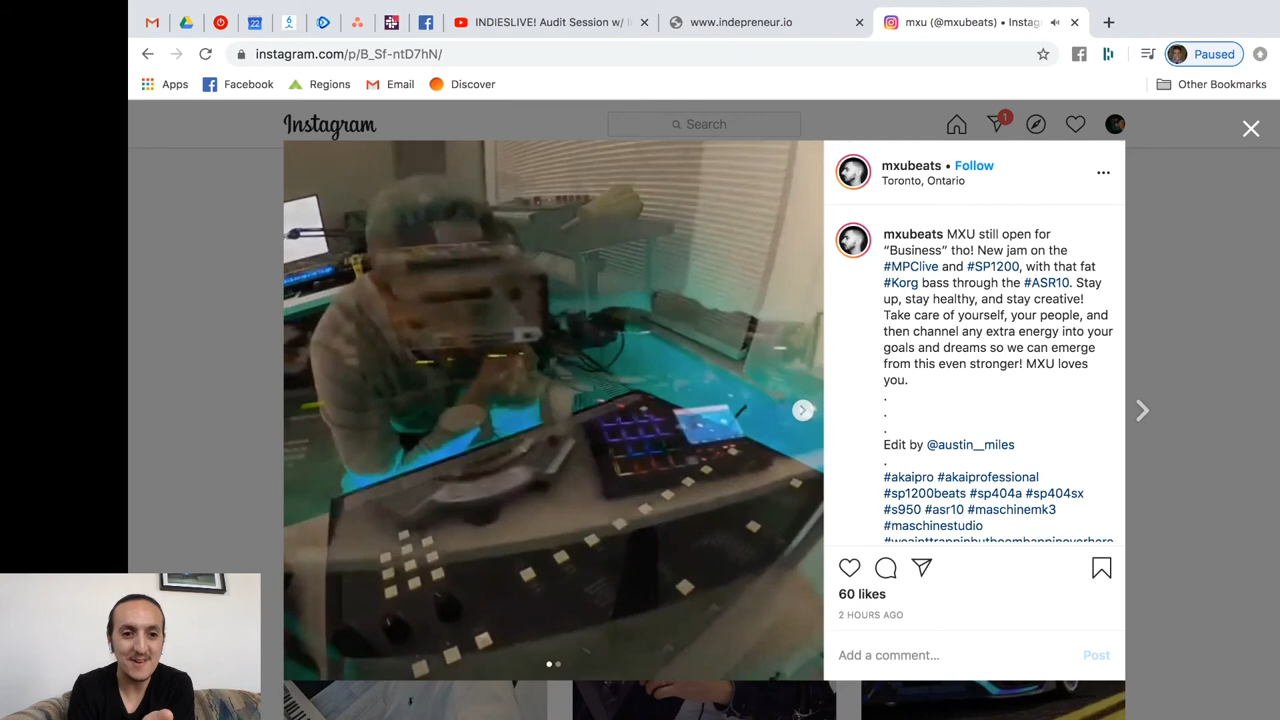 INDIESLIVE! Audit Session w/
www.indepreneur.io
mxu (@mxubeats) • Instag
22
6
instagram.com/p/B_Sf-ntD7hN/
Paused
Apps
Facebook
Regions
Email
Discover
Other Bookmarks
Instagram
Search
1
mxubeats • Follow
Toronto, Ontario
mxubeats MXU still open for
“Business” tho! New jam on the
#MPClive and #SP1200, with that fat
#Korg bass through the #ASR10. Stay
up, stay healthy, and stay creative!
Take care of yourself, your people, and
then channel any extra energy into your
goals and dreams so we can emerge
from this even stronger! MXU loves
you.
.
.
.
Edit by @austin__miles
.
#akaipro #akaiprofessional
#sp1200beats #sp404a #sp404sx
#s950 #asr10 #maschinemk3
#maschinestudio
#weainttrappinbutboombappinoverhere
60 likes
2 HOURS AGO
Add a comment...
Post